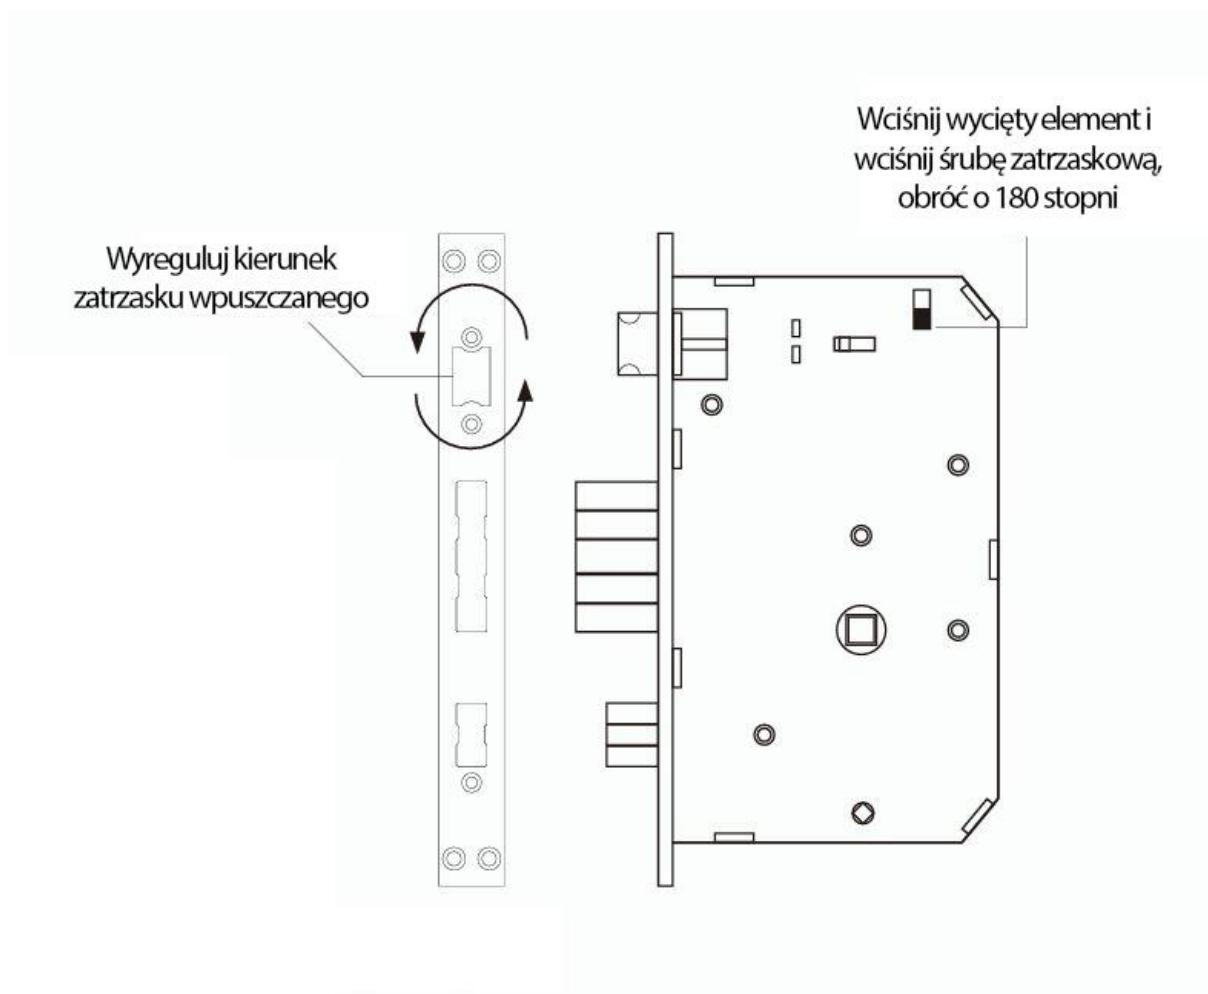 Wciśnij wycięty element i
wciśnij śrubę zatrzaskową,
obróć o 180 stopni
Wyreguluj kierunek
zatrzasku wpuszczanego